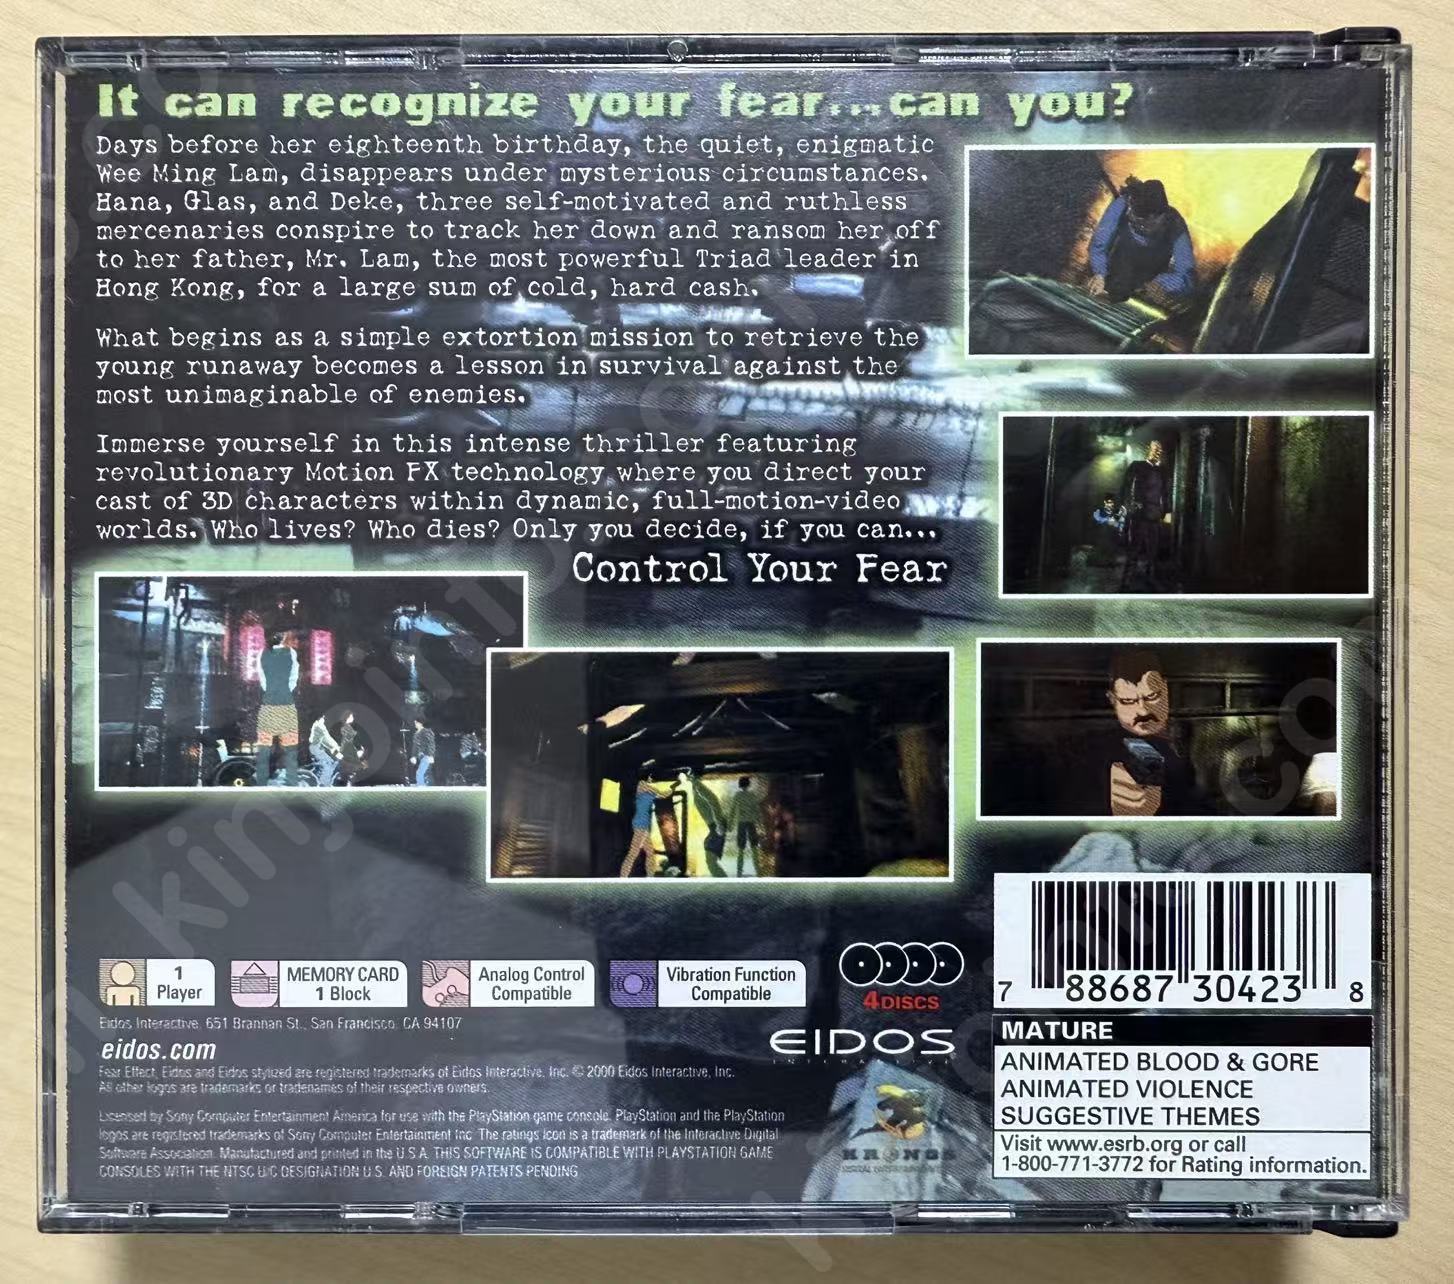 It can recognize your fear...can you?
Days before her eighteenth birthday, the quiet, enigmatic
Wee Ming Lam, disappears under mysterious circumstances.
Hana, Glas, and Deke, three self-motivated and ruthless
mercenaries conspire to track her down and ransom her off
to her father, Mr. Lam, the most powerful Triad leader in
Hong Kong, for a large sum of cold, hard cash.
What begins as a simple extortion mission to retrieve the
young runaway becomes a lesson in survival against the
most unimaginable of enemies.
Immerse yourself in this intense thriller featuring
revolutionary Motion FX technology where you direct your
cast of 3D characters within dynamic, full-motion-video
worlds. Who lives? Who dies? Only you decide, if you can...
Control Your Fear
1
Player
MEMORY CARD
1 Block
Analog Control
Compatible
Vibration Function
Compatible
4 DISCS
7 88687 30423 8
Eidos Interactive, 651 Brannan St., San Francisco, CA 94107
eidos.com
EIDOS
INTERACTIVE
Fear Effect, Eidos and Eidos stylized are registered trademarks of Eidos Interactive, Inc. © 2000 Eidos Interactive, Inc.
All other logos are trademarks or tradenames of their respective owners.
Licensed by Sony Computer Entertainment America for use with the PlayStation game console. PlayStation and the PlayStation
logos are registered trademarks of Sony Computer Entertainment Inc. The ratings icon is a trademark of the Interactive Digital
Software Association. Manufactured and printed in the U.S.A. THIS SOFTWARE IS COMPATIBLE WITH PLAYSTATION GAME
CONSOLES WITH THE NTSC U/C DESIGNATION U.S. AND FOREIGN PATENTS PENDING
KRONOS
DIGITAL ENTERTAINMENT
MATURE
ANIMATED BLOOD & GORE
ANIMATED VIOLENCE
SUGGESTIVE THEMES
Visit www.esrb.org or call
1-800-771-3772 for Rating information.